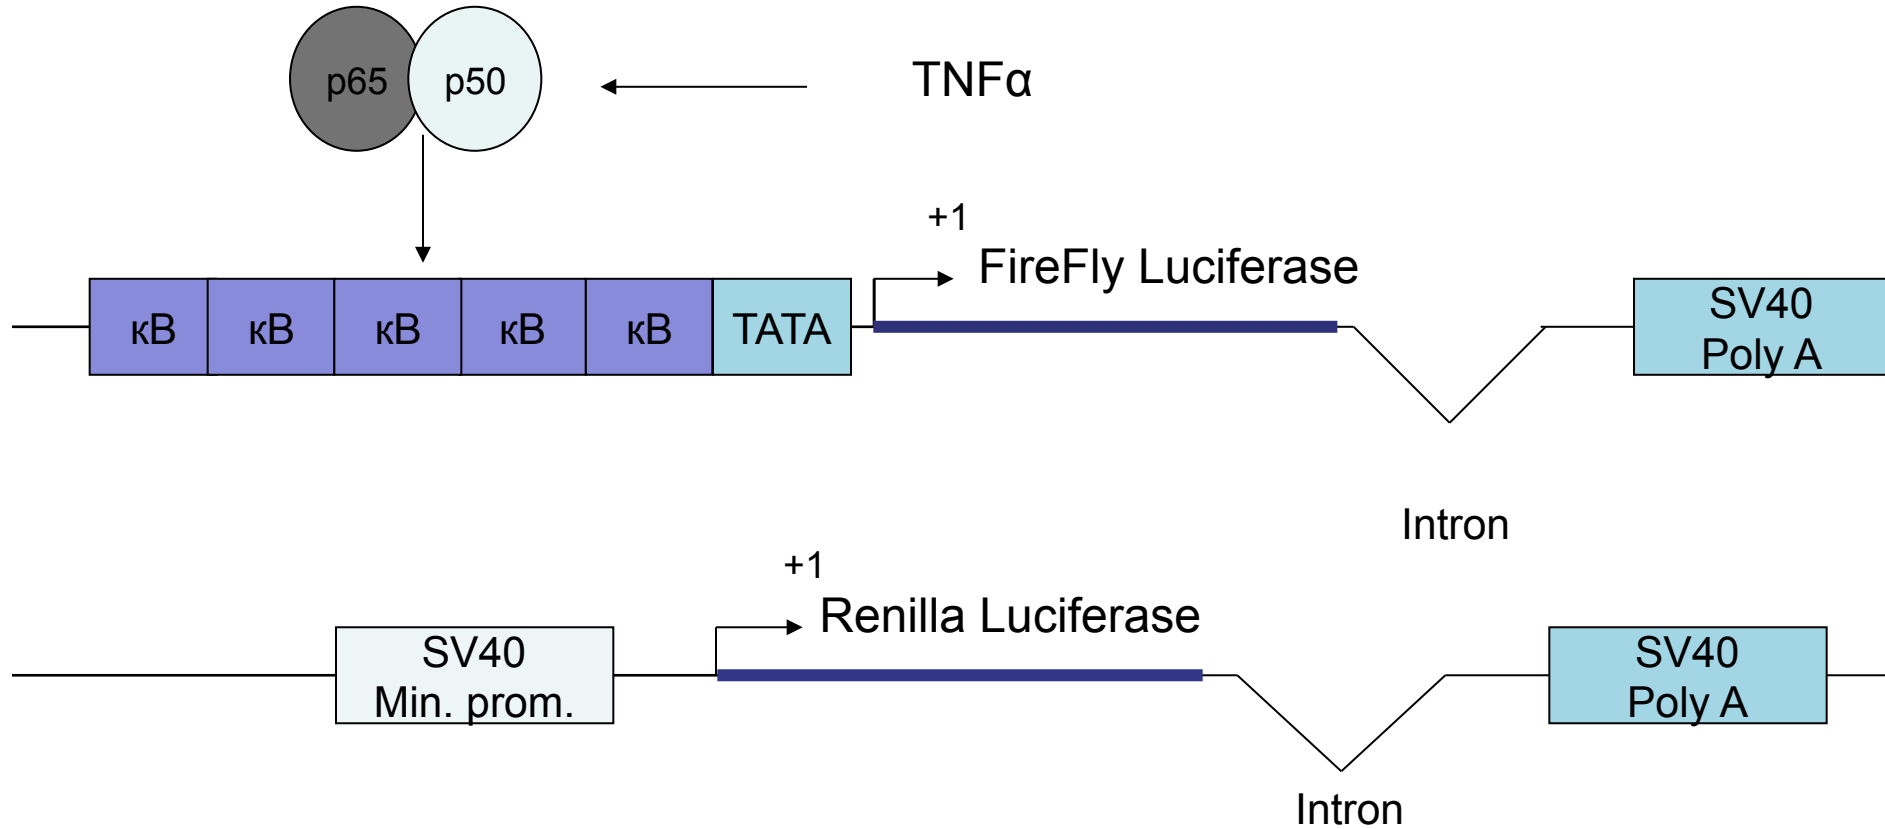 p65
p50
TNFα
+1
FireFly Luciferase
κB
κB
κB
κB
κB
TATA
SV40
Poly A
Intron
+1
Renilla Luciferase
SV40
Min. prom.
SV40
Poly A
Intron